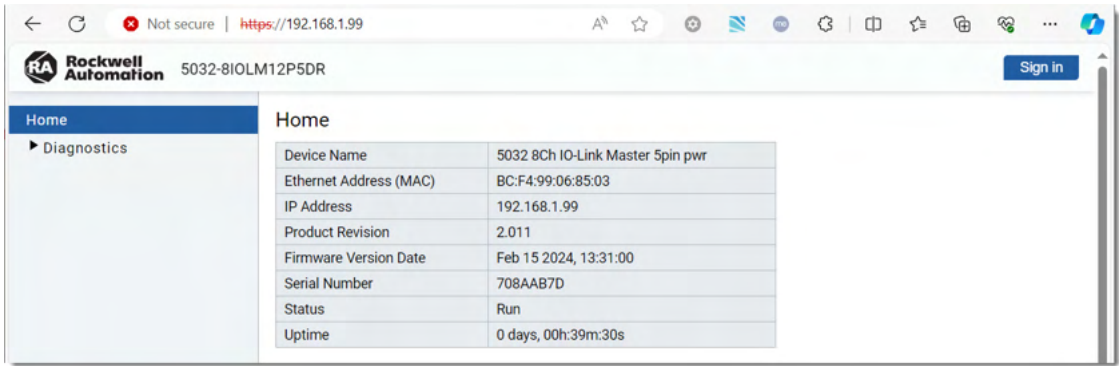 Not secure | https://192.168.1.99
Rockwell Automation 5032-8IOLM12P5DR Sign in
Home
Diagnostics
Home
Device Name 5032 8Ch IO-Link Master 5pin pwr
Ethernet Address (MAC) BC:F4:99:06:85:03
IP Address 192.168.1.99
Product Revision 2.011
Firmware Version Date Feb 15 2024, 13:31:00
Serial Number 708AAB7D
Status Run
Uptime 0 days, 00h:39m:30s